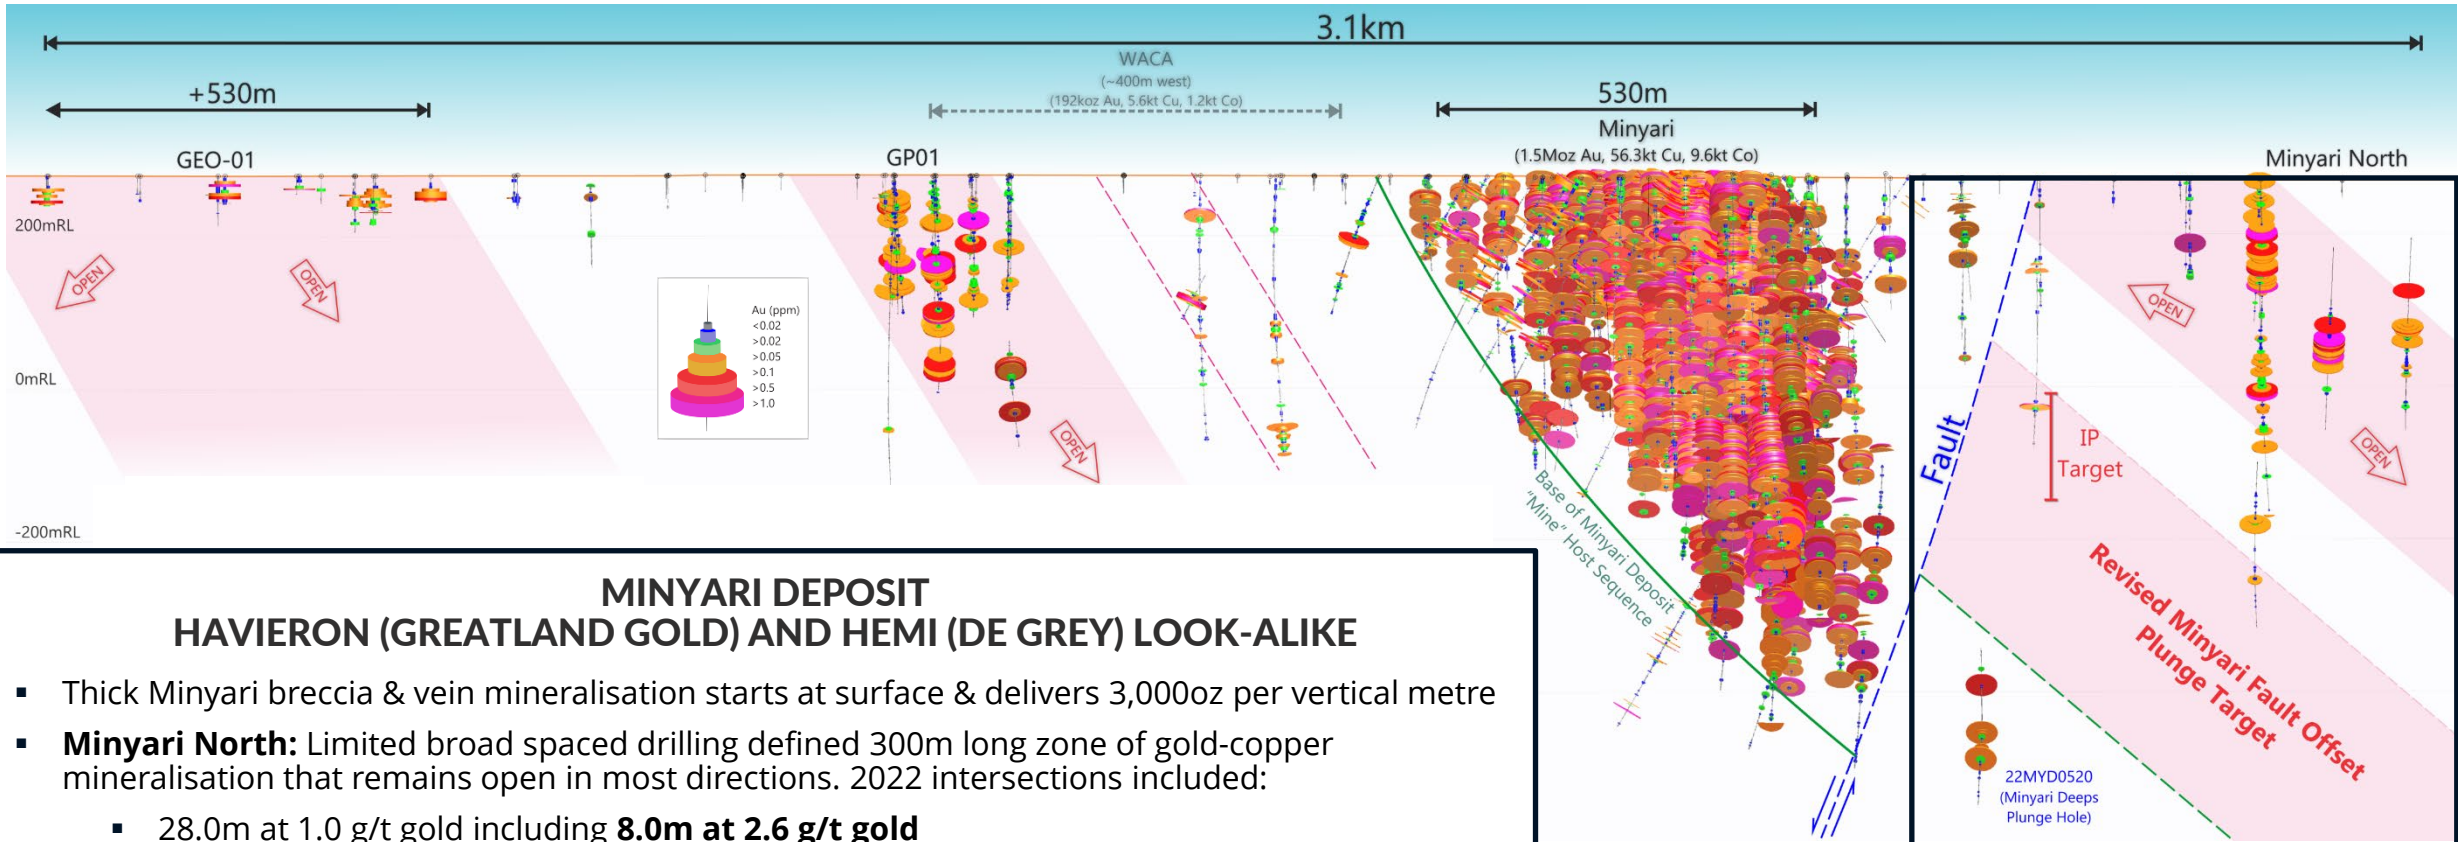 3.1km
WACA
(~400m west)
(192koz Au, 5.6kt Cu, 1.2kt Co)
+530m
530m
Minyari
(1.5Moz Au, 56.3kt Cu, 9.6kt Co)
GEO-01
GP01
Minyari North
200mRL
0mRL
-200mRL
OPEN
OPEN
OPEN
OPEN
OPEN
Au (ppm)
<0.02
>0.02
>0.05
>0.1
>0.5
>1.0
Base of Minyari Deposit
"Mine" Host Sequence
Fault
IP
Target
Revised Minyari Fault Offset
Plunge Target
22MYD0520
(Minyari Deeps
Plunge Hole)
MINYARI DEPOSIT
HAVIERON (GREATLAND GOLD) AND HEMI (DE GREY) LOOK-ALIKE
▪ Thick Minyari breccia & vein mineralisation starts at surface & delivers 3,000oz per vertical metre
▪ Minyari North: Limited broad spaced drilling defined 300m long zone of gold-copper
mineralisation that remains open in most directions. 2022 intersections included:
▪ 28.0m at 1.0 g/t gold including 8.0m at 2.6 g/t gold